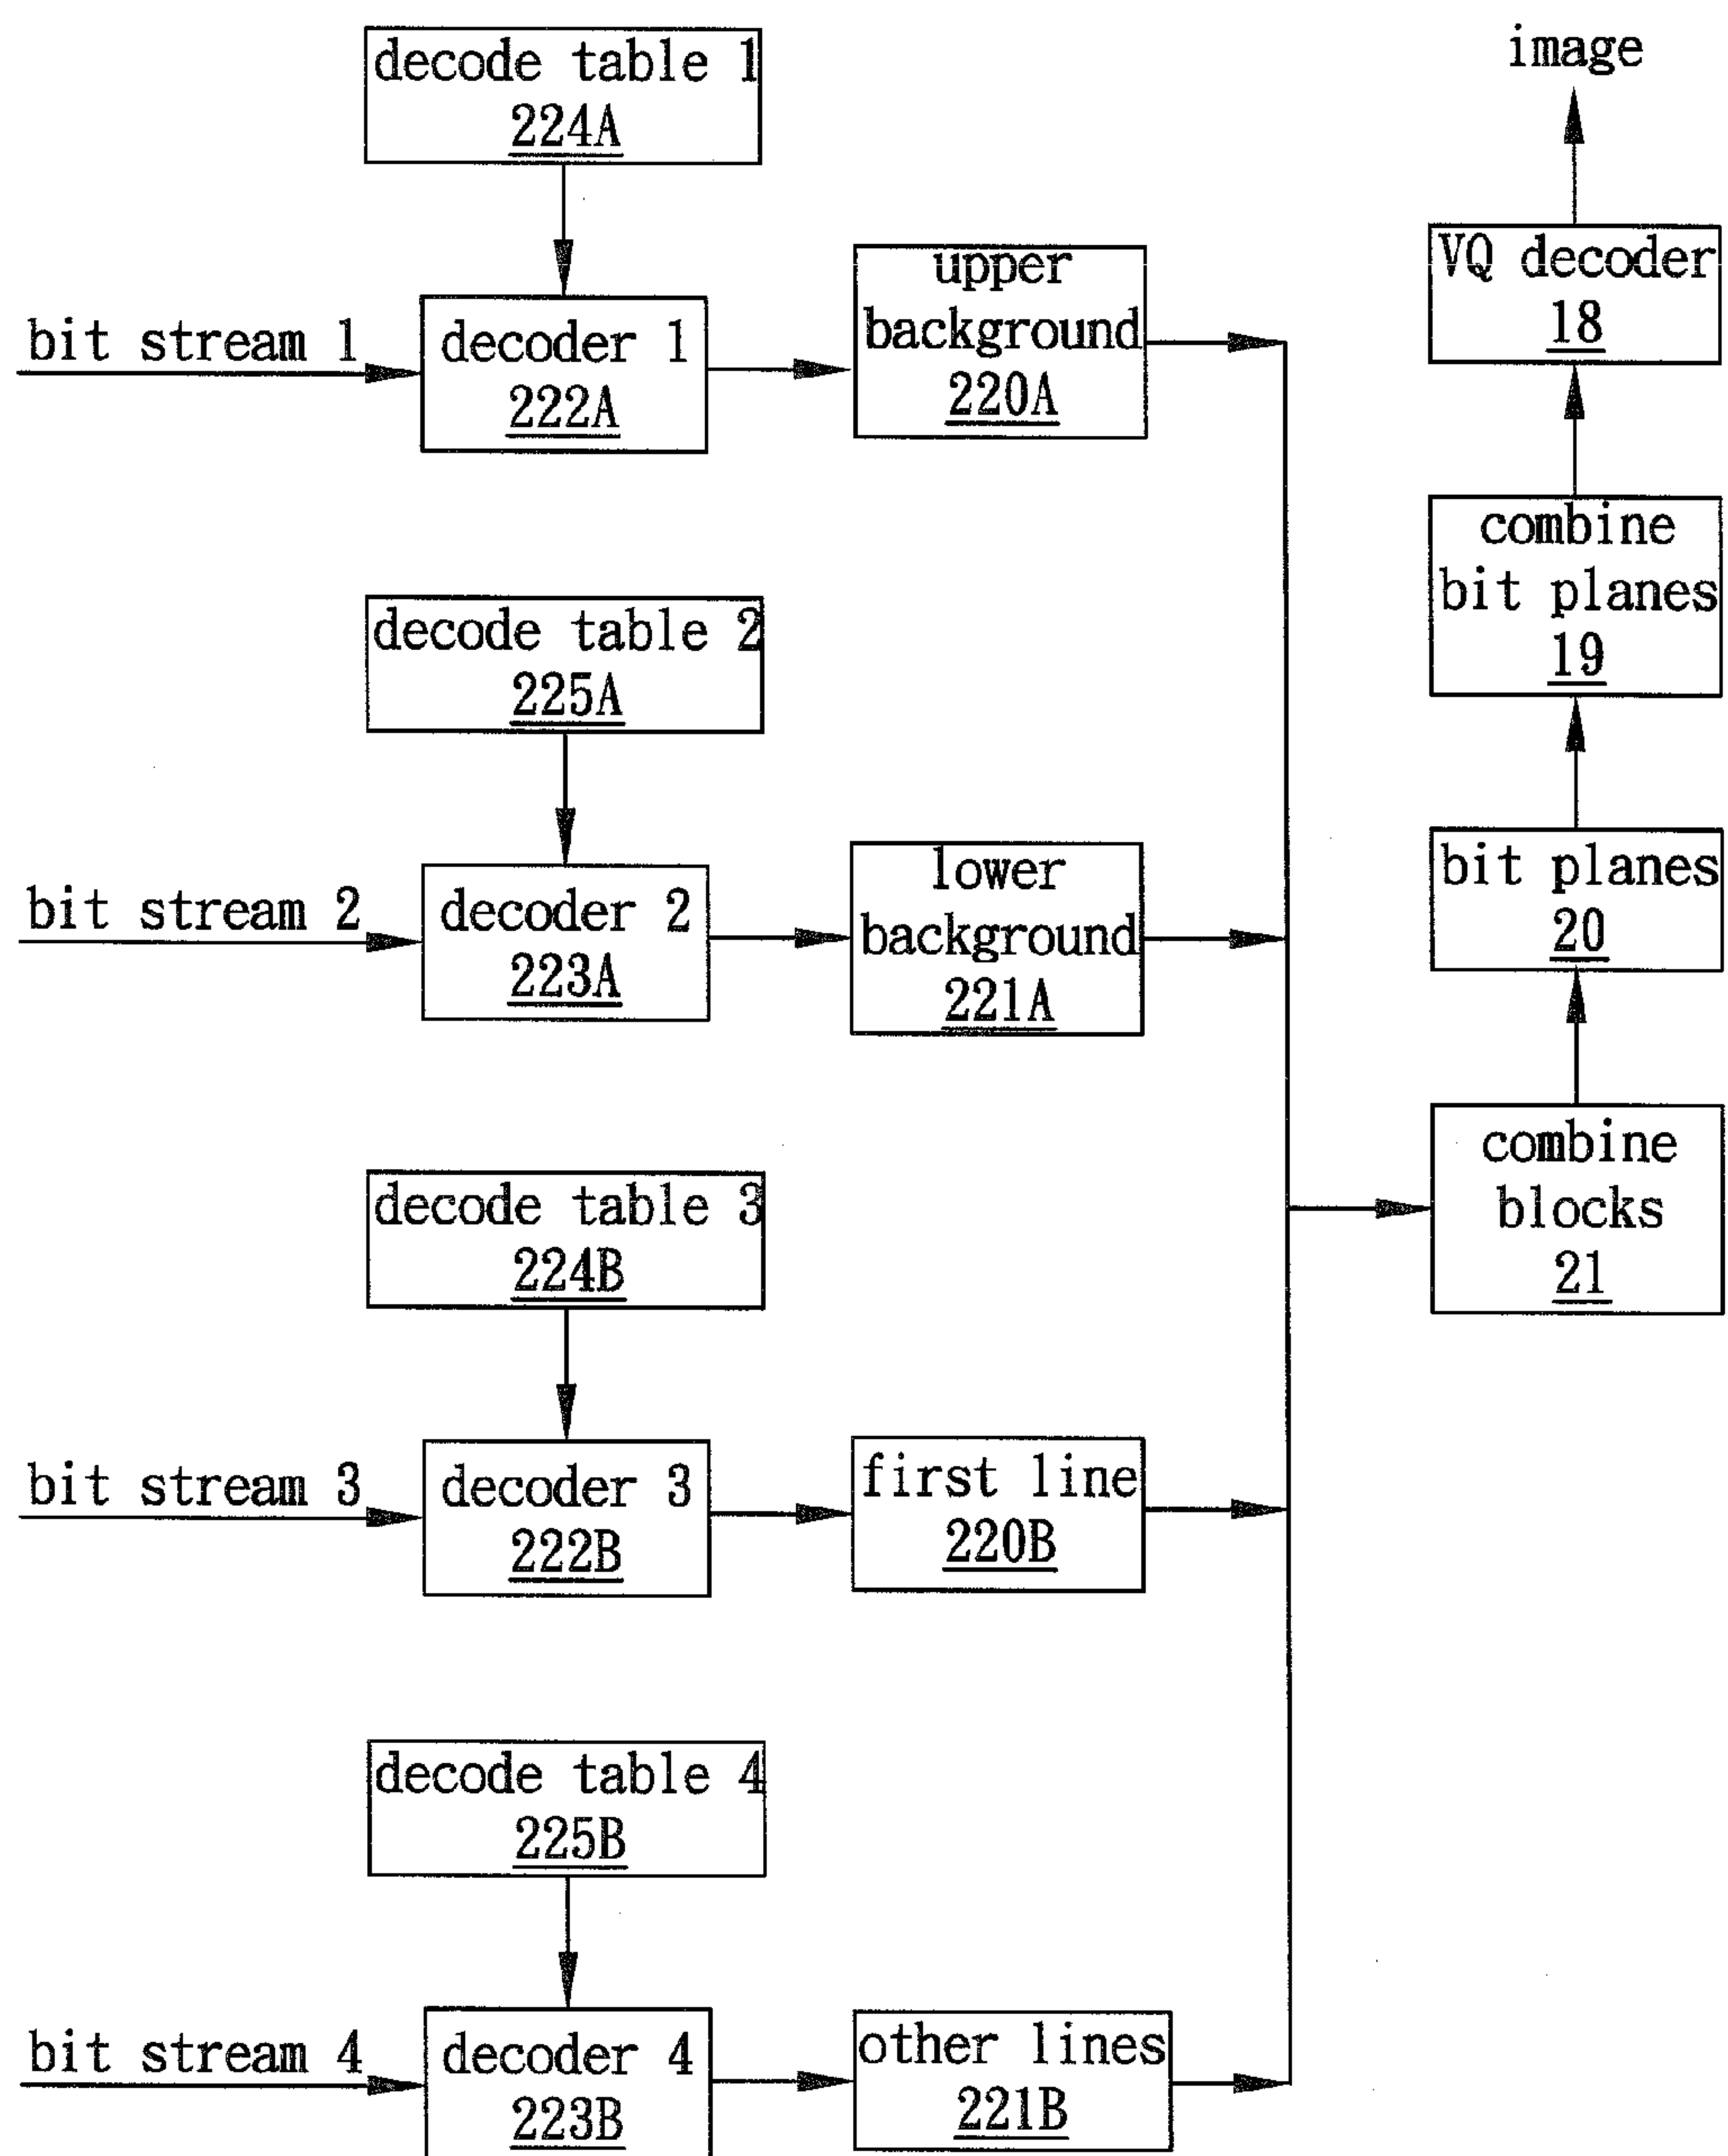 decode table 1
224A
bit stream 1
decoder 1
222A
upper
background
220A
decode table 2
225A
bit stream 2
decoder 2
223A
lower
background
221A
decode table 3
224B
bit stream 3
decoder 3
222B
first line
220B
decode table 4
225B
bit stream 4
decoder 4
223B
other lines
221B
image
VQ decoder
18
combine
bit planes
19
bit planes
20
combine
blocks
21